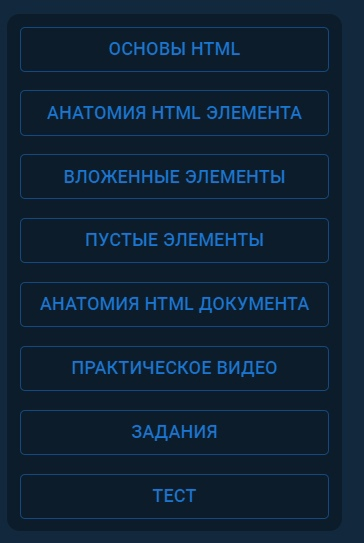 ОСНОВЫ HTML
АНАТОМИЯ HTML ЭЛЕМЕНТА
ВЛОЖЕННЫЕ ЭЛЕМЕНТЫ
ПУСТЫЕ ЭЛЕМЕНТЫ
АНАТОМИЯ HTML ДОКУМЕНТА
ПРАКТИЧЕСКОЕ ВИДЕО
ЗАДАНИЯ
ТЕСТ